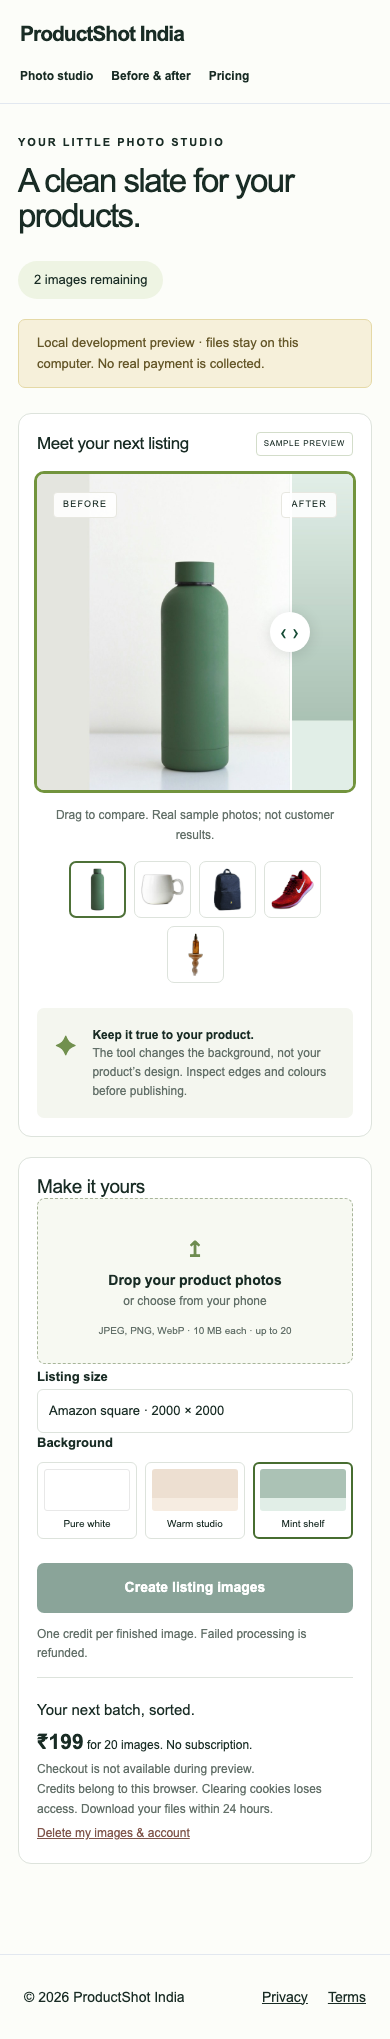 ProductShot India
Photo studio Before & after Pricing
YOUR LITTLE PHOTO STUDIO
A clean slate for your
products.
2 images remaining
Local development preview · files stay on this
computer. No real payment is collected.
Meet your next listing SAMPLE PREVIEW
BEFORE AFTER
Drag to compare. Real sample photos; not customer
results.
Keep it true to your product.
The tool changes the background, not your
product's design. Inspect edges and colours
before publishing.
Make it yours
Drop your product photos
or choose from your phone
JPEG, PNG, WebP · 10 MB each · up to 20
Listing size
Amazon square · 2000 × 2000
Background
Pure white Warm studio Mint shelf
Create listing images
One credit per finished image. Failed processing is
refunded.
Your next batch, sorted.
₹199 for 20 images. No subscription.
Checkout is not available during preview.
Credits belong to this browser. Clearing cookies loses
access. Download your files within 24 hours.
Delete my images & account
© 2026 ProductShot India Privacy Terms